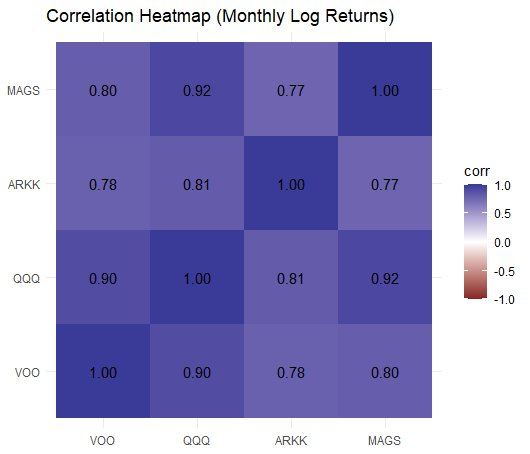 Correlation Heatmap (Monthly Log Returns)
MAGS 0.80 0.92 0.77 1.00
ARKK 0.78 0.81 1.00 0.77
QQQ 0.90 1.00 0.81 0.92
VOO 1.00 0.90 0.78 0.80
VOO QQQ ARKK MAGS
corr
1.0
0.5
0.0
-0.5
-1.0